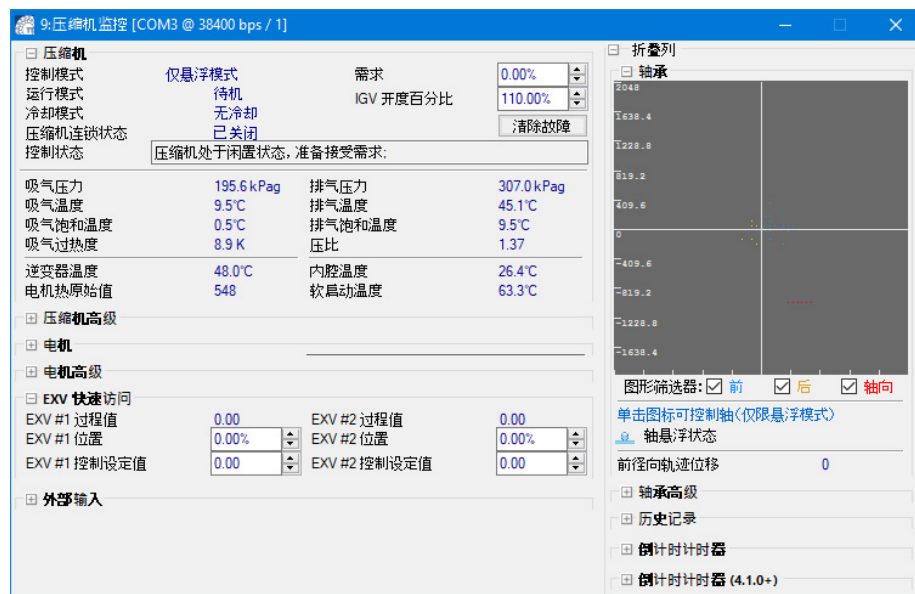 9:压缩机监控 [COM3 @ 38400 bps / 1]
压缩机
控制模式 仅悬浮模式 需求 0.00%
运行模式 待机 IGV 开度百分比 110.00%
冷却模式 无冷却
压缩机连锁状态 已关闭 清除故障
控制状态 压缩机处于闲置状态，准备接受需求;
吸气压力 195.6 kPag 排气压力 307.0 kPag
吸气温度 9.5℃ 排气温度 45.1℃
吸气饱和温度 0.5℃ 排气饱和温度 9.5℃
吸气过热度 8.9 K 压比 1.37
逆变器温度 48.0℃ 内腔温度 26.4℃
电机热原始值 548 软启动温度 63.3℃
压缩机高级
电机
电机高级
EXV 快速访问
EXV #1 过程值 0.00 EXV #2 过程值 0.00
EXV #1 位置 0.00% EXV #2 位置 0.00%
EXV #1 控制设定值 0.00 EXV #2 控制设定值 0.00
外部输入
折叠列
轴承
2048
1638.4
1228.8
819.2
409.6
0
-409.6
-819.2
-1228.8
-1638.4
图形筛选器: 前 后 轴向
单击图标可控制轴(仅限悬浮模式)
轴悬浮状态
前径向轨迹位移 0
轴承高级
历史记录
倒计时计时器
倒计时计时器 (4.1.0+)